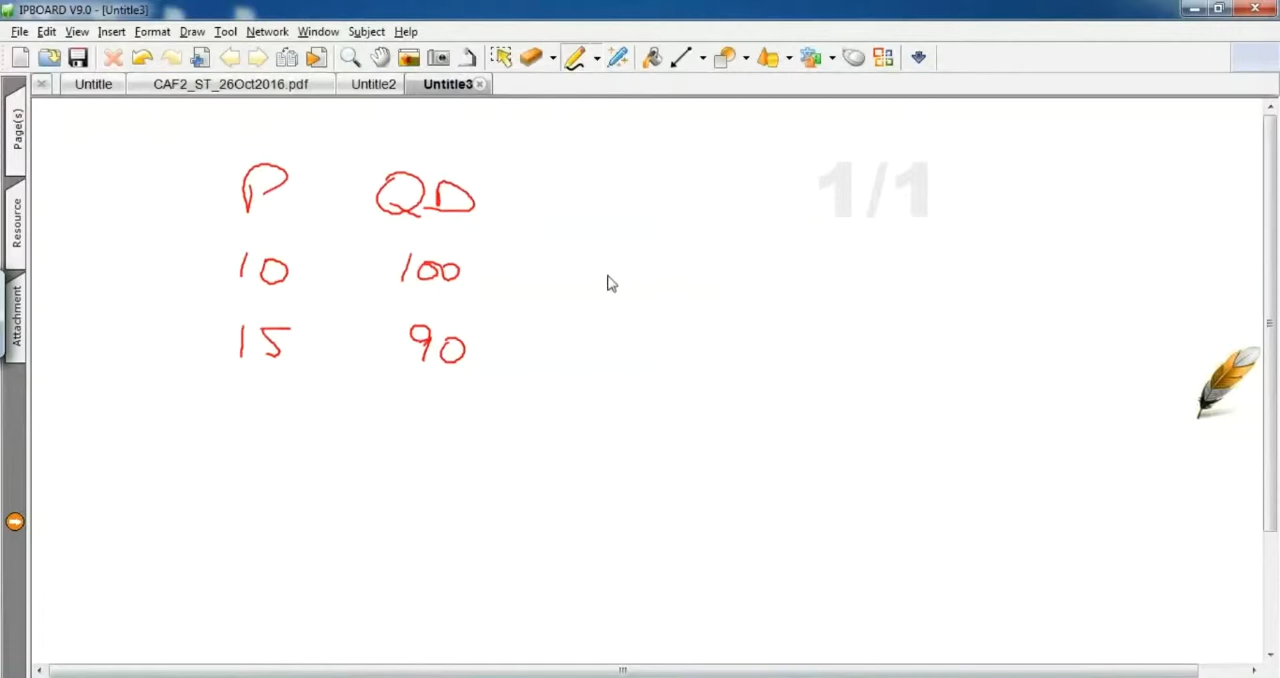 IPBOARD V9.0 - [Untitle3]
File Edit View Insert Format Draw Tool Network Window Subject Help
Untitle CAF2_ST_26Oct2016.pdf Untitle2 Untitle3
Page(s)
Resource
Attachment
1/1
P QD
10 100
15 90